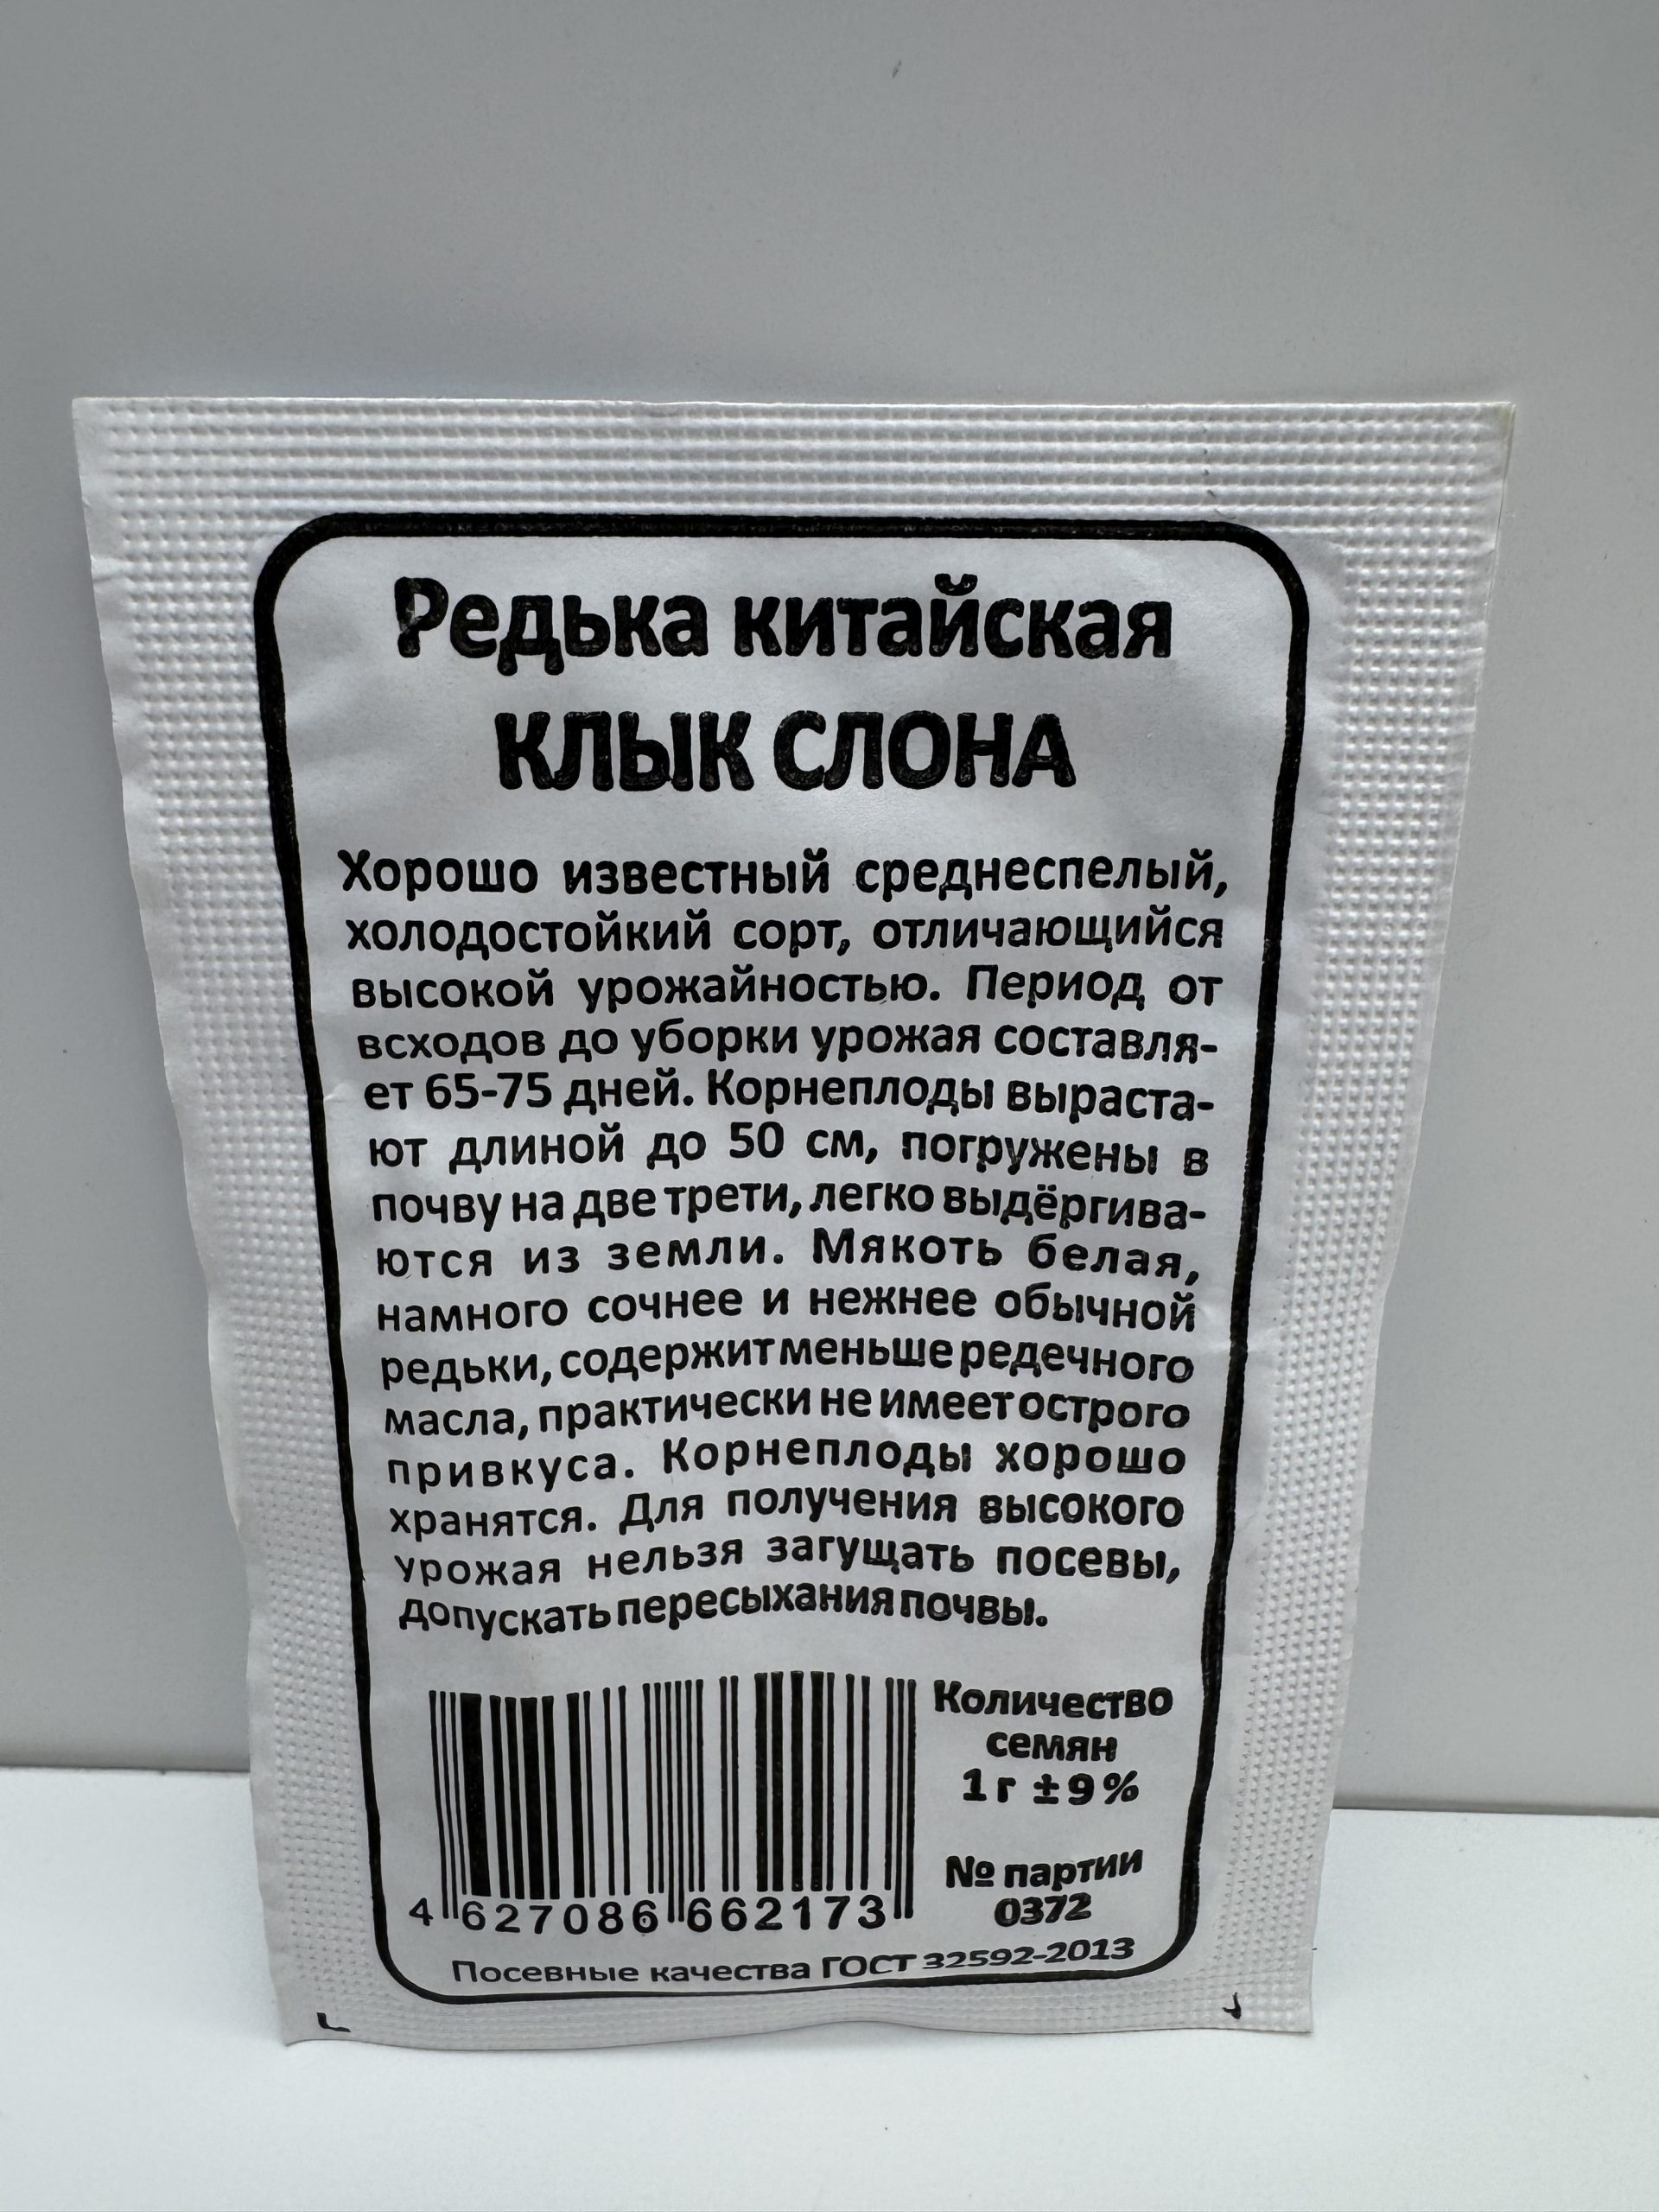 Редька китайская
КЛЫК СЛОНА
Хорошо известный среднеспелый,
холодостойкий сорт, отличающийся
высокой урожайностью. Период от
всходов до уборки урожая составля-
ет 65-75 дней. Корнеплоды выраста-
ют длиной до 50 см, погружены в
почву на две трети, легко выдёргива-
ются из земли. Мякоть белая,
намного сочнее и нежнее обычной
редьки, содержит меньше редечного
масла, практически не имеет острого
привкуса. Корнеплоды хорошо
хранятся. Для получения высокого
урожая нельзя загущать посевы,
допускать пересыхания почвы.
Количество
семян
1 г ±9%
№ партии
0372
4 627086 662173
Посевные качества ГОСТ 32592-2013